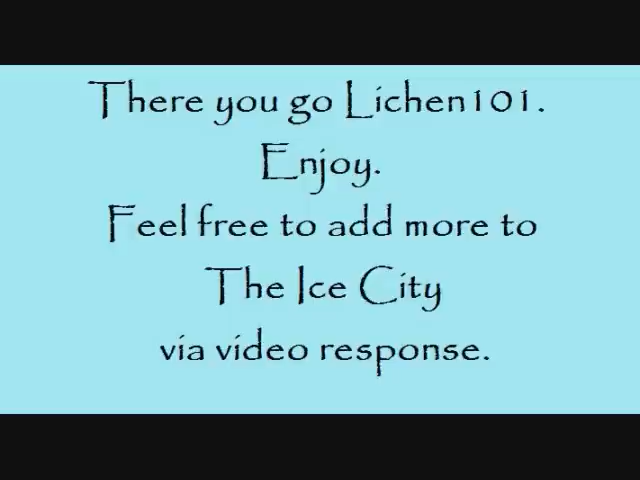 There you go Lichen101.
Enjoy.
Feel free to add more to
The Ice City
via video response.